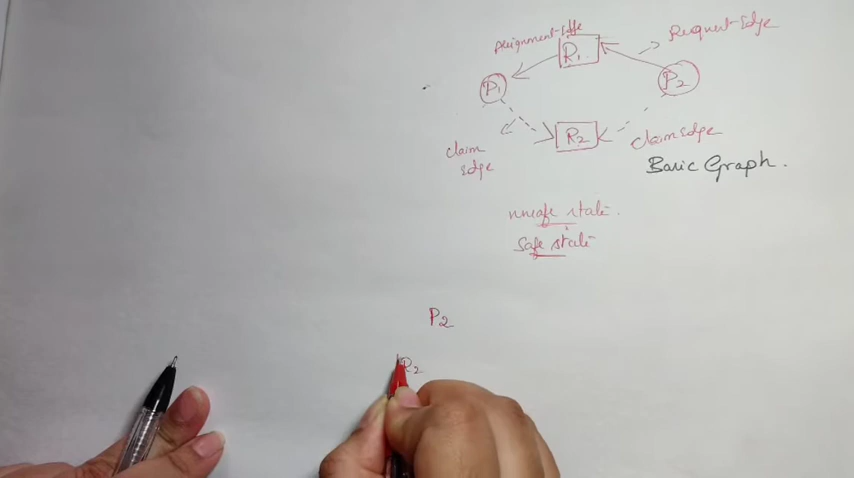 Assignment-Edge
Request-Edge
R1.
P1
P2
R2
claim
Edge
Claim Edge
Basic Graph.
unsafe state.
Safe state
P2
R2